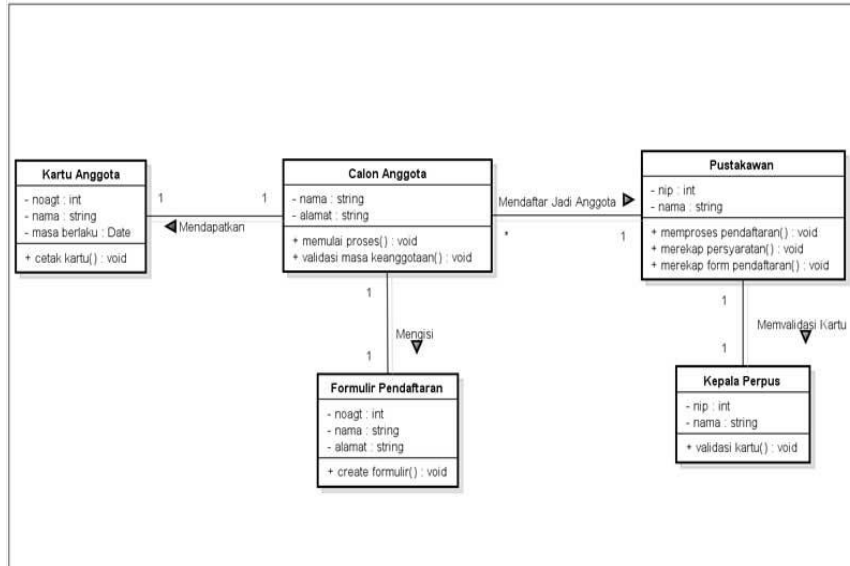 Kartu Anggota
- noagt : int
- nama : string
- masa berlaku : Date
+ cetak kartu() : void
1
1
Mendapatkan
Calon Anggota
- nama : string
- alamat : string
+ memulai proses() : void
+ validasi masa keanggotaan() : void
Mendaftar Jadi Anggota
*
1
Pustakawan
- nip : int
- nama : string
+ memproses pendaftaran() : void
+ merekap persyaratan() : void
+ merekap form pendaftaran() : void
1
Mengisi
1
Formulir Pendaftaran
- noagt : int
- nama : string
- alamat : string
+ create formulir() : void
1
Memvalidasi Kartu
1
Kepala Perpus
- nip : int
- nama : string
+ validasi kartu() : void